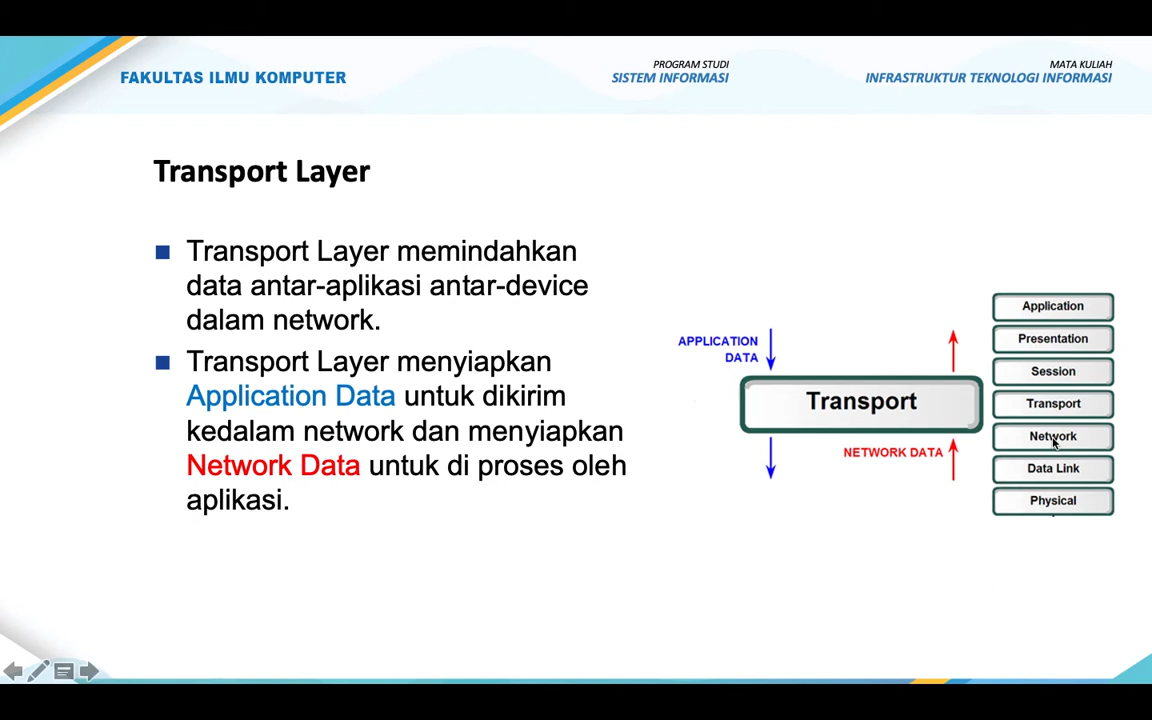 FAKULTAS ILMU KOMPUTER
PROGRAM STUDI
SISTEM INFORMASI
MATA KULIAH
INFRASTRUKTUR TEKNOLOGI INFORMASI
Transport Layer
Transport Layer memindahkan
data antar-aplikasi antar-device
dalam network.
Transport Layer menyiapkan
Application Data untuk dikirim
kedalam network dan menyiapkan
Network Data untuk di proses oleh
aplikasi.
APPLICATION
DATA
Transport
NETWORK DATA
Application
Presentation
Session
Transport
Network
Data Link
Physical